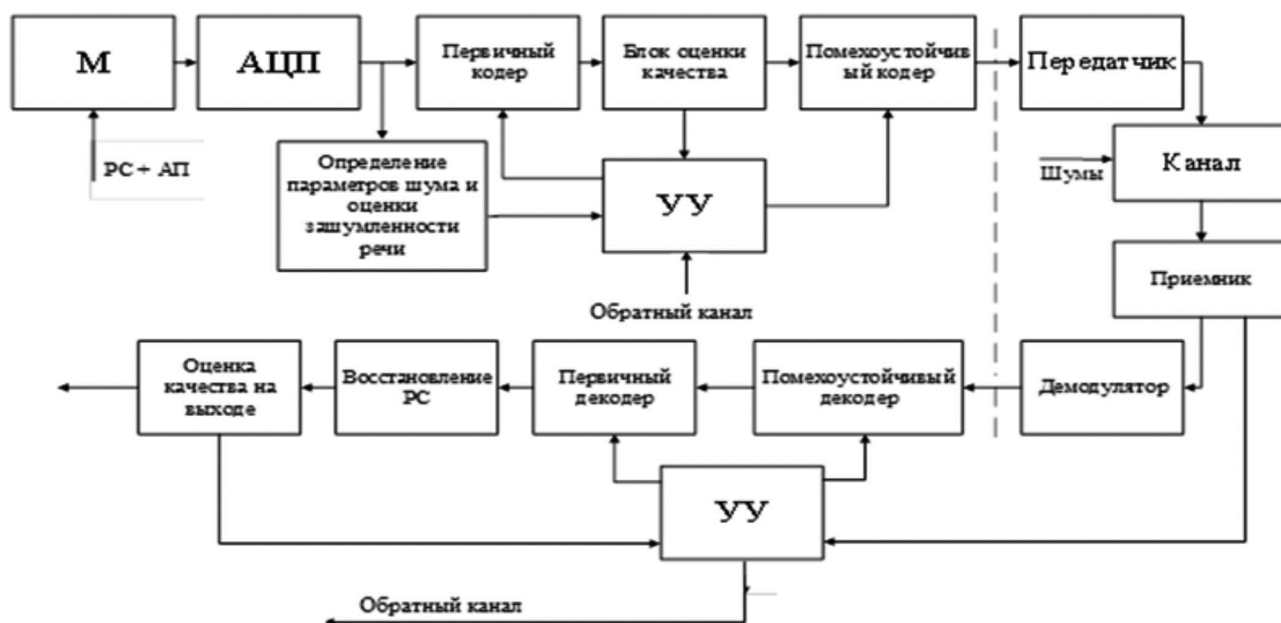 М
АЦП
Первичный
кодер
Блок оценки
качества
Помехоустойчив
ый кодер
Передатчик
РС + АП
Определение
параметров шума и
оценки
зашумленности
речи
УУ
Шумы
Канал
Обратный канал
Приемник
Оценка
качества на
выходе
Восстановление
РС
Первичный
декодер
Помехоустойчивый
декодер
Демодулятор
УУ
Обратный канал